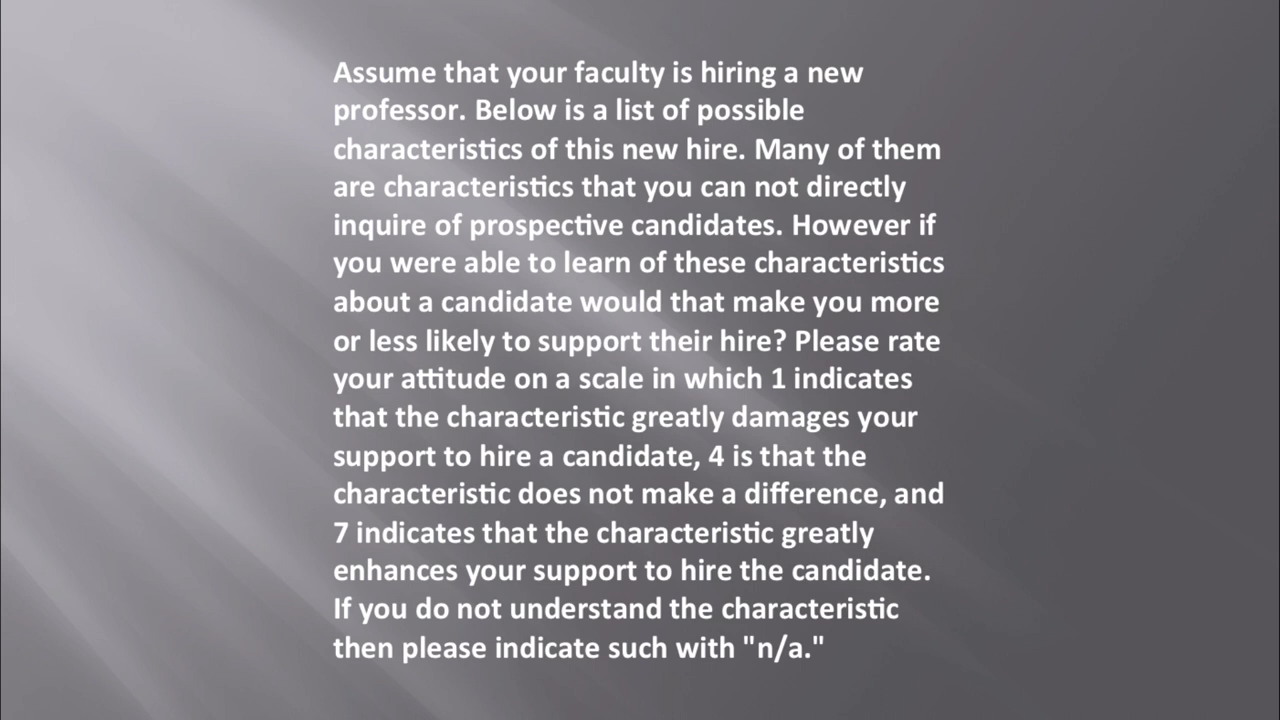 Assume that your faculty is hiring a new
professor. Below is a list of possible
characteristics of this new hire. Many of them
are characteristics that you can not directly
inquire of prospective candidates. However if
you were able to learn of these characteristics
about a candidate would that make you more
or less likely to support their hire? Please rate
your attitude on a scale in which 1 indicates
that the characteristic greatly damages your
support to hire a candidate, 4 is that the
characteristic does not make a difference, and
7 indicates that the characteristic greatly
enhances your support to hire the candidate.
If you do not understand the characteristic
then please indicate such with "n/a."